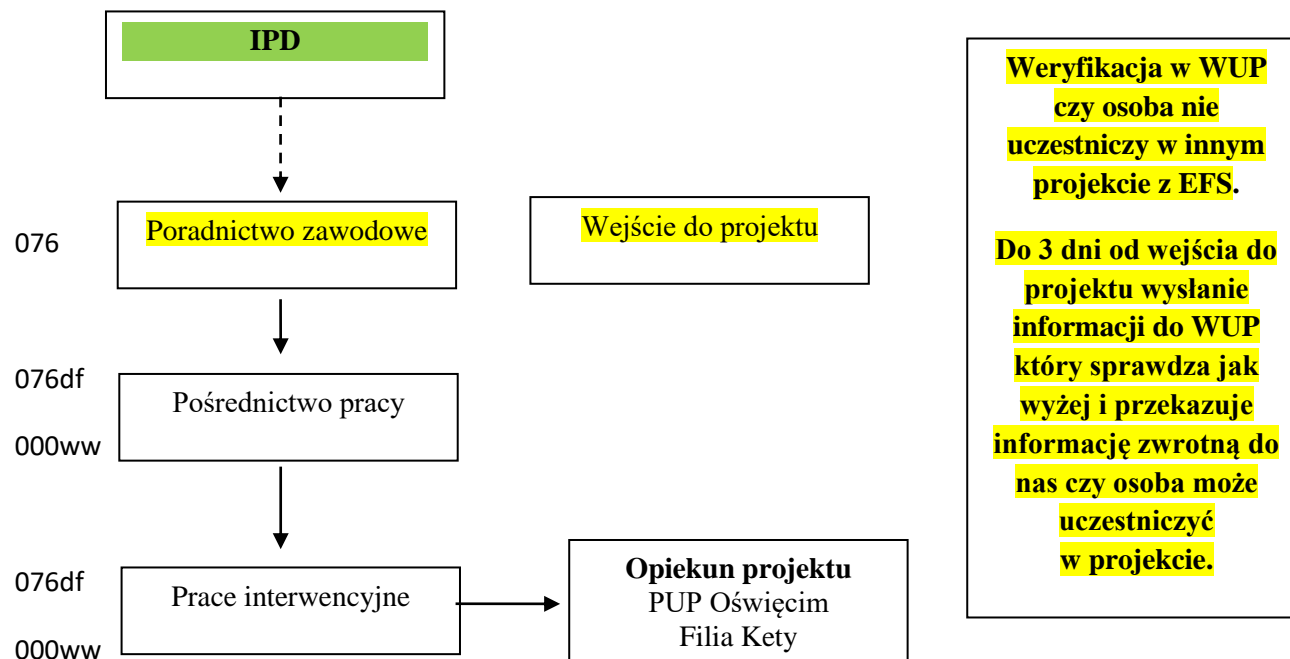 IPD
076
Poradnictwo zawodowe
Wejście do projektu
076df
000ww
Pośrednictwo pracy
076df
000ww
Prace interwencyjne
Opiekun projektu
PUP Oświęcim
Filia Kety
Weryfikacja w WUP
czy osoba nie
uczestniczy w innym
projekcie z EFS.
Do 3 dni od wejścia do
projektu wysłanie
informacji do WUP
który sprawdza jak
wyżej i przekazuje
informację zwrotną do
nas czy osoba może
uczestniczyć
w projekcie.